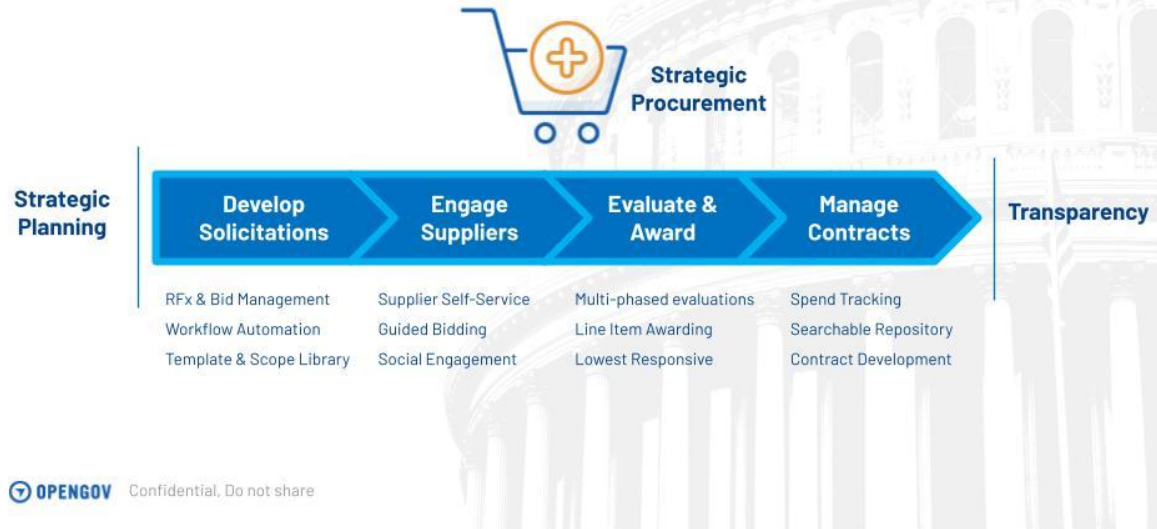 Strategic
Procurement
Strategic
Planning
Develop
Solicitations
Engage
Suppliers
Evaluate &
Award
Manage
Contracts
Transparency
RFx & Bid Management
Workflow Automation
Template & Scope Library
Supplier Self-Service
Guided Bidding
Social Engagement
Multi-phased evaluations
Line Item Awarding
Lowest Responsive
Spend Tracking
Searchable Repository
Contract Development
OPENGOV Confidential, Do not share